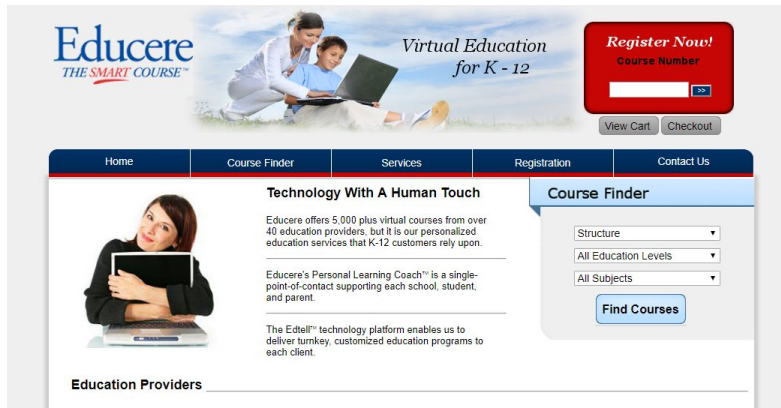 Educere
THE SMART COURSE™
Virtual Education
for K - 12
Register Now!
Course Number
>>
View Cart
Checkout
Home
Course Finder
Services
Registration
Contact Us
Technology With A Human Touch
Educere offers 5,000 plus virtual courses from over
40 education providers, but it is our personalized
education services that K-12 customers rely upon.
Educere's Personal Learning Coach™ is a single-
point-of-contact supporting each school, student,
and parent.
The Edtell™ technology platform enables us to
deliver turnkey, customized education programs to
each client.
Course Finder
Structure
All Education Levels
All Subjects
Find Courses
Education Providers